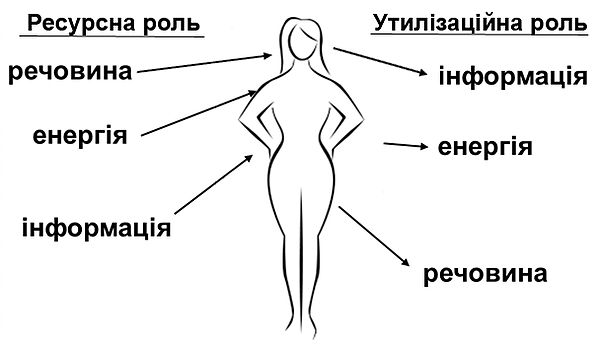 Ресурсна роль
Утилізаційна роль
речовина
інформація
енергія
енергія
інформація
речовина